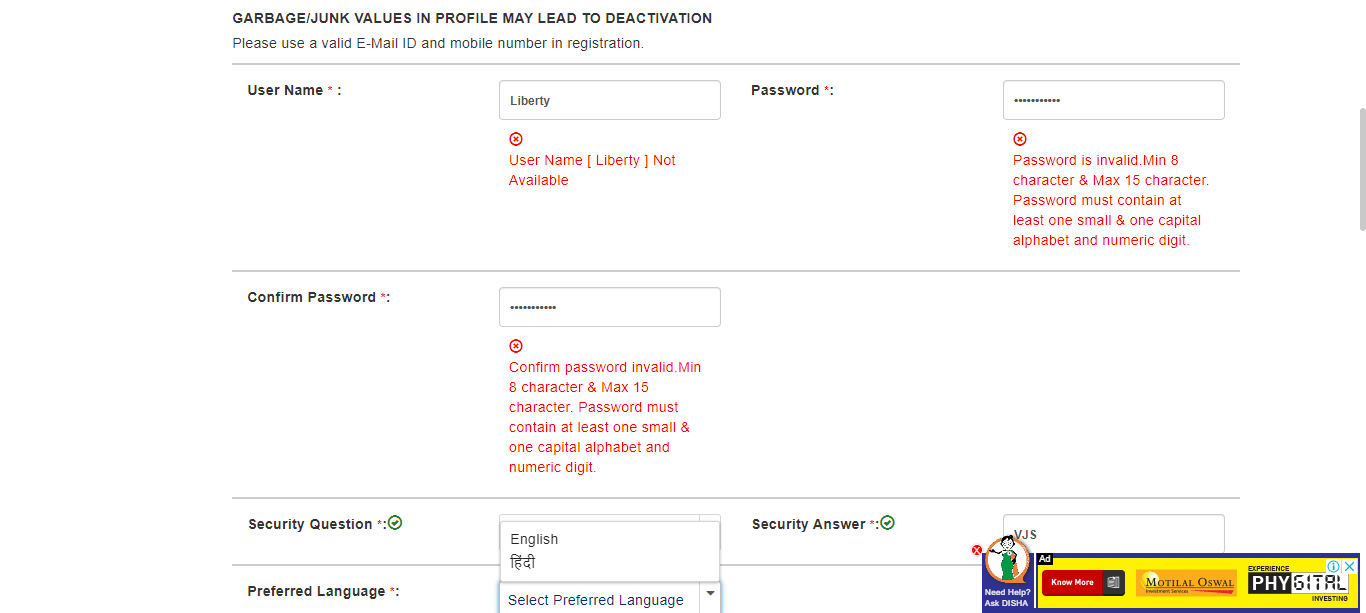 GARBAGE/JUNK VALUES IN PROFILE MAY LEAD TO DEACTIVATION
Please use a valid E-Mail ID and mobile number in registration.
User Name * :
Liberty
User Name [ Liberty ] Not
Available
Password *:
•••••••••••
Password is invalid.Min 8
character & Max 15 character.
Password must contain at
least one small & one capital
alphabet and numeric digit.
Confirm Password *:
•••••••••••
Confirm password invalid.Min
8 character & Max 15
character. Password must
contain at least one small &
one capital alphabet and
numeric digit.
Security Question *:
English
हिंदी
Security Answer *:
VJS
Preferred Language *:
Select Preferred Language
Need Help?
Ask DISHA
Ad
Know More
MOTILAL OSWAL
Investment Services
EXPERIENCE
PHYGITAL
INVESTING